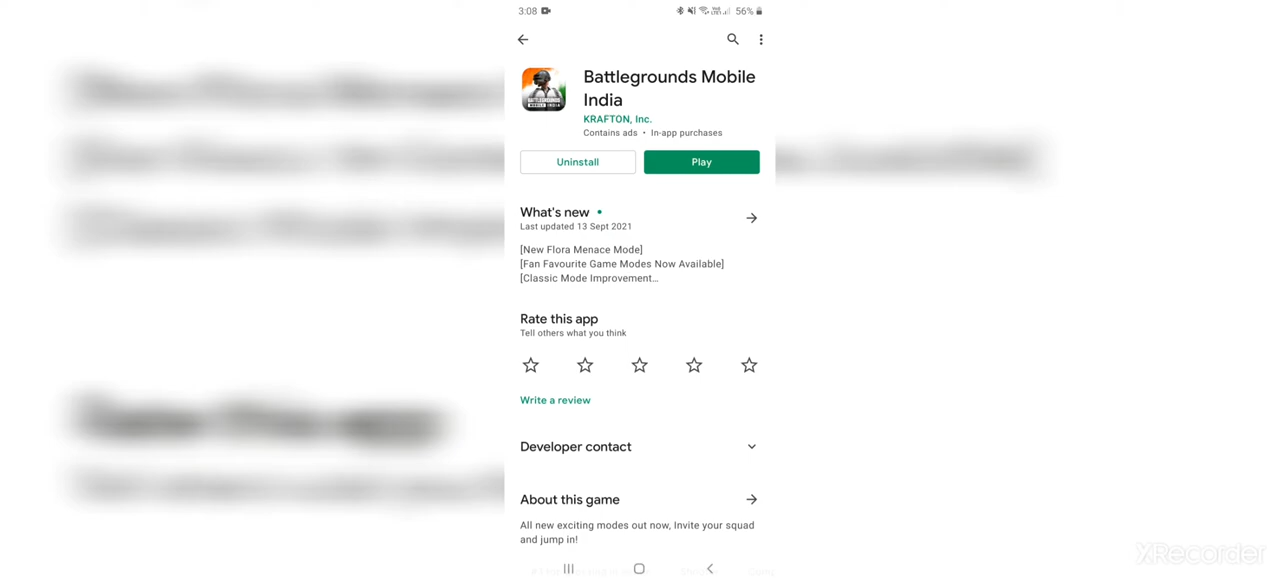 3:08
56%
Battlegrounds Mobile
India
BATTLEGROUNDS
MOBILE INDIA
KRAFTON, Inc.
Contains ads • In-app purchases
Uninstall
Play
What's new •
Last updated 13 Sept 2021
[New Flora Menace Mode]
[Fan Favourite Game Modes Now Available]
[Classic Mode Improvement…
Rate this app
Tell others what you think
Write a review
Developer contact
About this game
All new exciting modes out now, Invite your squad
and jump in!
XRecorder